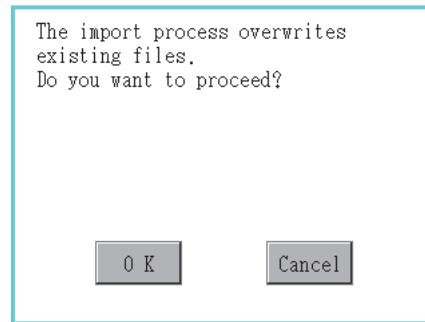 The import process overwrites
existing files.
Do you want to proceed?
O K
Cancel